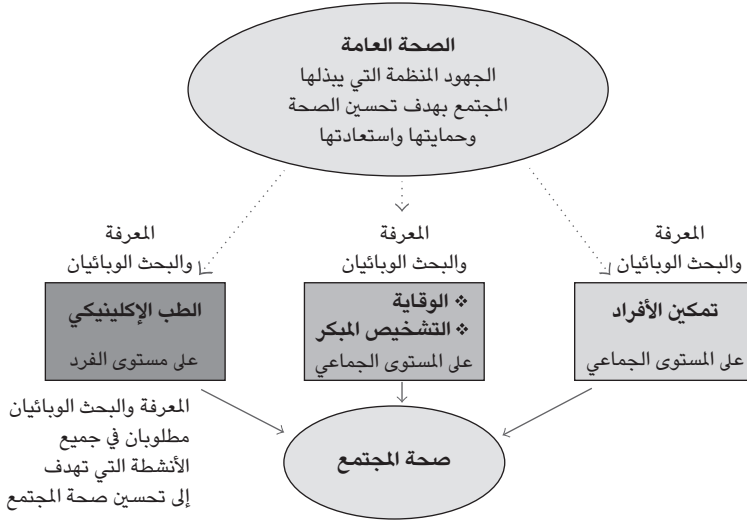 الصحة العامة
الجهود المنظمة التي يبذلها
المجتمع بهدف تحسين الصحة
وحمايتها واستعادتها
المعرفة
والبحث الوبائيان
تمكين الأفراد
على المستوى الجماعي
المعرفة
والبحث الوبائيان
❖ الوقاية
❖ التشخيص المبكر
على المستوى الجماعي
المعرفة
والبحث الوبائيان
الطب الإكلينيكي
على مستوى الفرد
صحة المجتمع
المعرفة والبحث الوبائيان
مطلوبان في جميع
الأنشطة التي تهدف
إلى تحسين صحة المجتمع